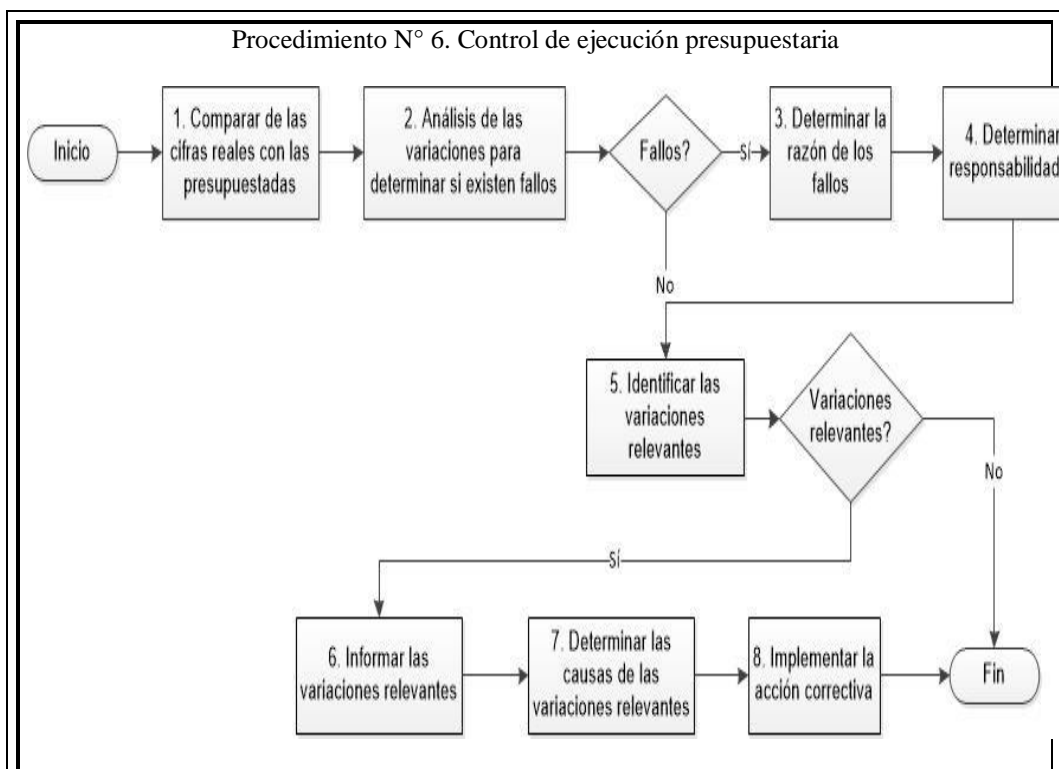 Procedimiento N° 6. Control de ejecución presupuestaria
Inicio
1. Comparar de las
cifras reales con las
presupuestadas
2. Análisis de las
variaciones para
determinar si existen fallos
Fallos?
Sí
3. Determinar la
razón de los
fallos
4. Determinar
responsabilidad
No
5. Identificar las
variaciones
relevantes
Variaciones
relevantes?
No
Sí
6. Informar las
variaciones relevantes
7. Determinar las
causas de las
variaciones relevantes
8. Implementar la
acción correctiva
Fin